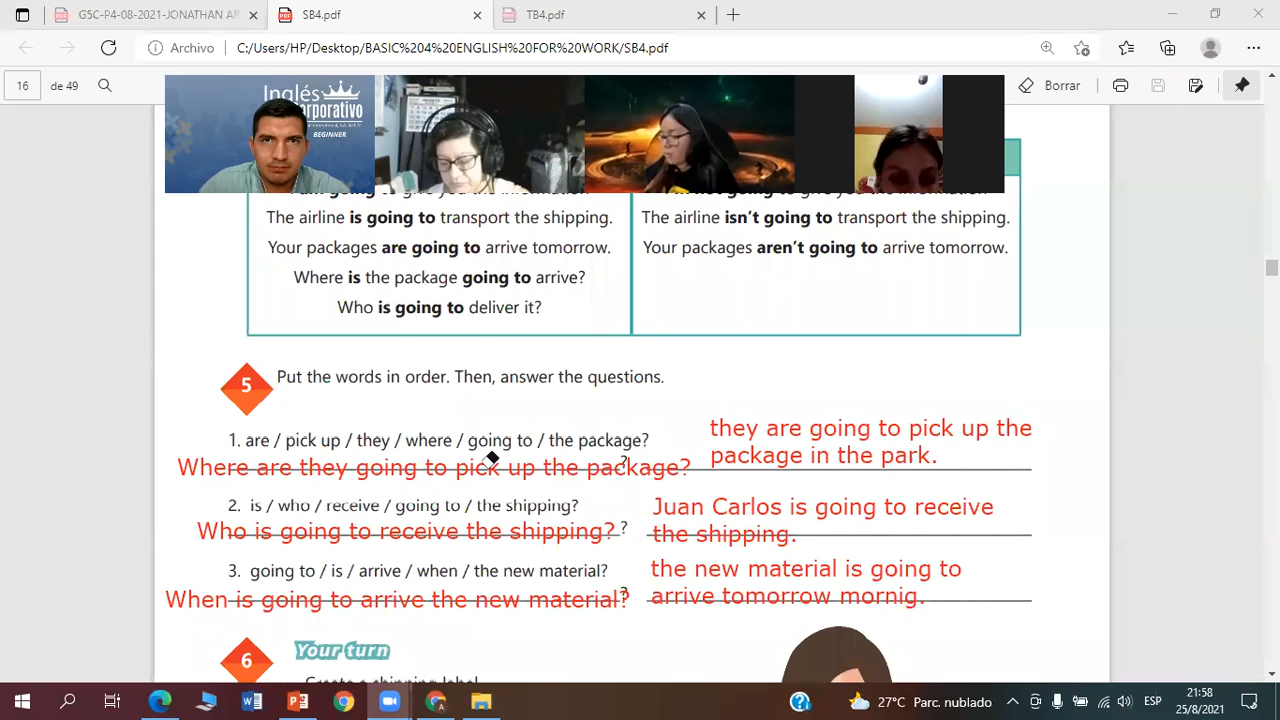 SB4.pdf
TB4.pdf
Archivo
C:/Users/HP/Desktop/BASIC%204%20ENGLISH%20FOR%20WORK/SB4.pdf
16 de 49
Borrar
Inglés
BEGINNER
The airline is going to transport the shipping.
The airline isn't going to transport the shipping.
Your packages are going to arrive tomorrow.
Your packages aren't going to arrive tomorrow.
Where is the package going to arrive?
Who is going to deliver it?
5
Put the words in order. Then, answer the questions.
1. are / pick up / they / where / going to / the package?
they are going to pick up the
package in the park.
Where are they going to pick up the package?
?
2. is / who / receive / going to / the shipping?
Juan Carlos is going to receive
the shipping.
Who is going to receive the shipping?
?
3. going to / is / arrive / when / the new material?
the new material is going to
arrive tomorrow mornig.
When is going to arrive the new material?
?
6
Your turn
27°C Parc. nublado
ESP
21:58
25/8/2021